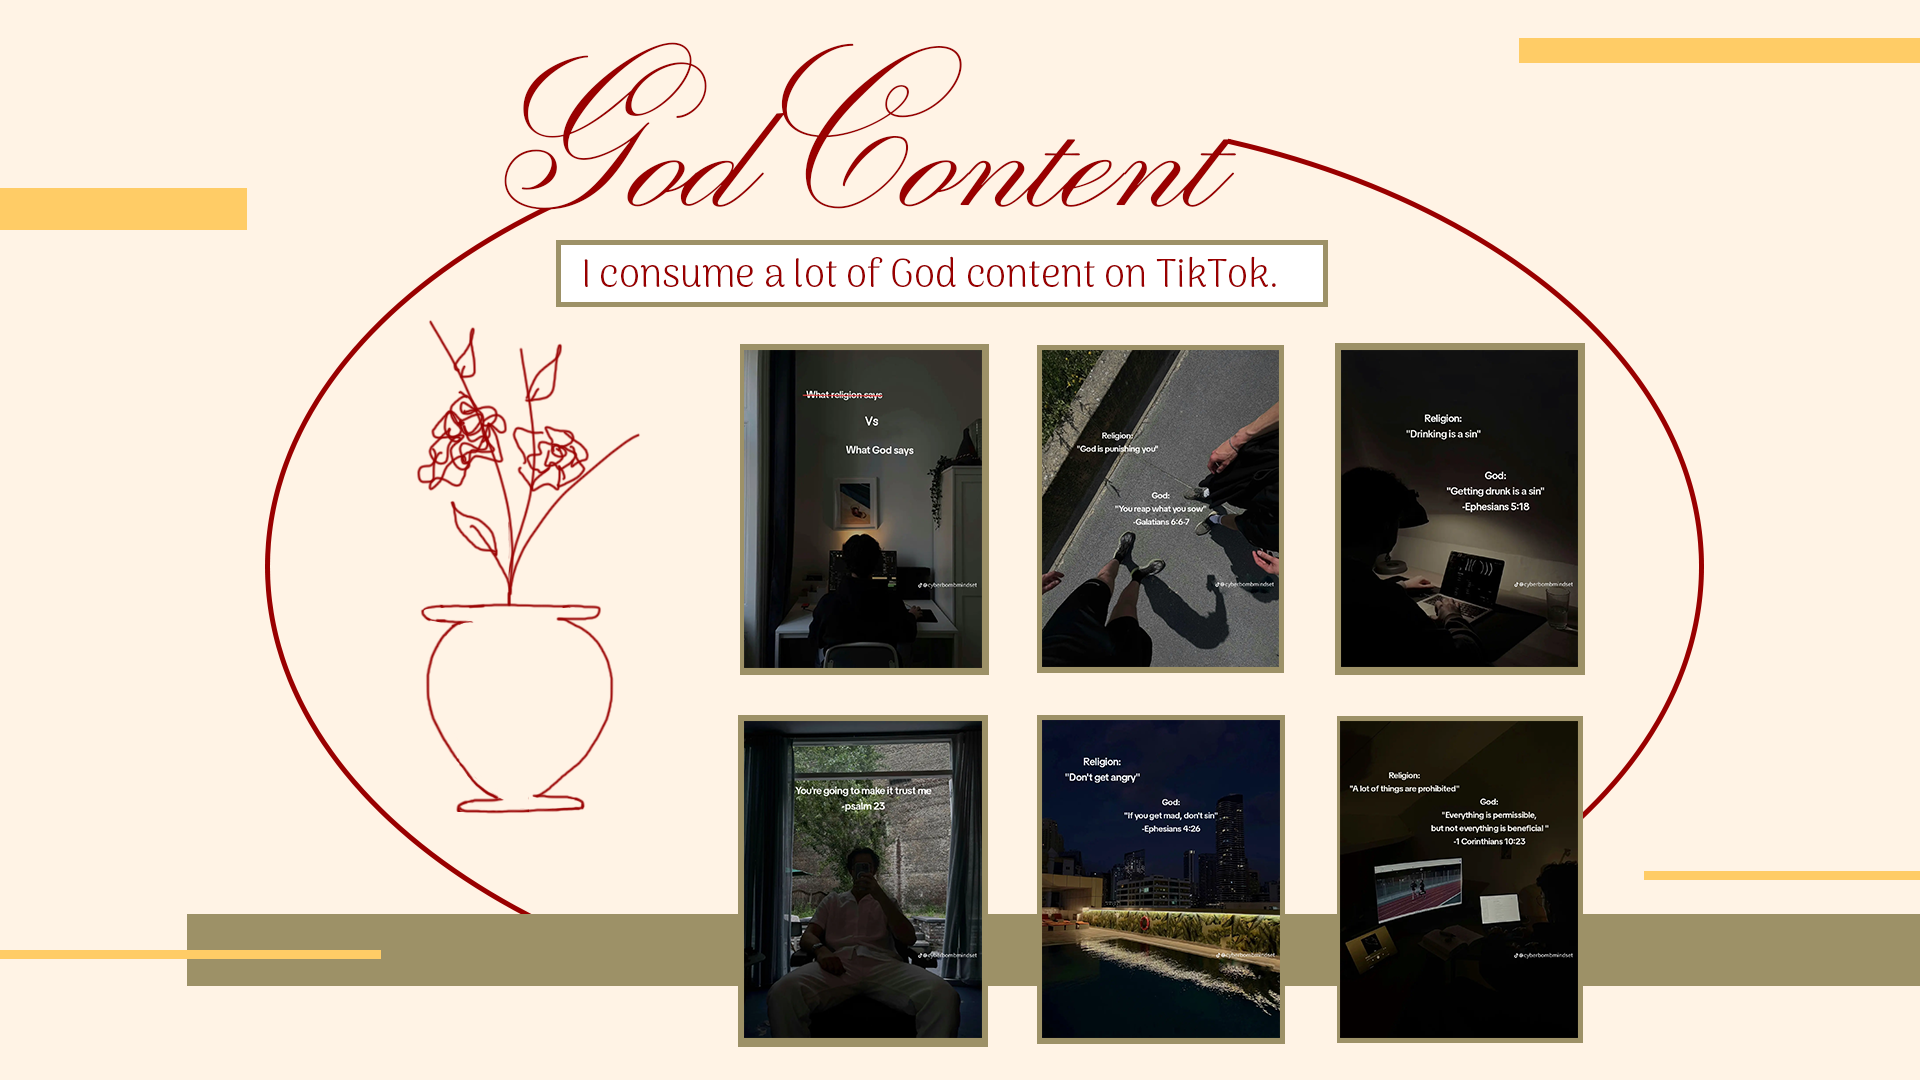 God Content
I consume a lot of God content on TikTok.
What religion says
Vs
What God says
@cyberbombmindset
Religion:
"God is punishing you"
God:
"You reap what you sow"
-Galatians 6:6-7
@cyberbombmindset
Religion:
"Drinking is a sin"
God:
"Getting drunk is a sin"
-Ephesians 5:18
@cyberbombmindset
You're going to make it trust me
-psalm 23
@cyberbombmindset
Religion:
"Don't get angry"
God:
"If you get mad, don't sin"
-Ephesians 4:26
@cyberbombmindset
Religion:
"A lot of things are prohibited"
God:
"Everything is permissible,
but not everything is beneficial "
-1 Corinthians 10:23
@cyberbombmindset